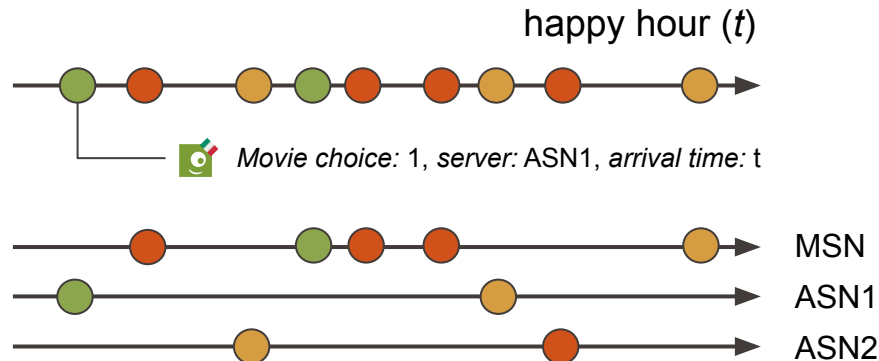 happy hour (t)
Movie choice: 1, server: ASN1, arrival time: t
MSN
ASN1
ASN2